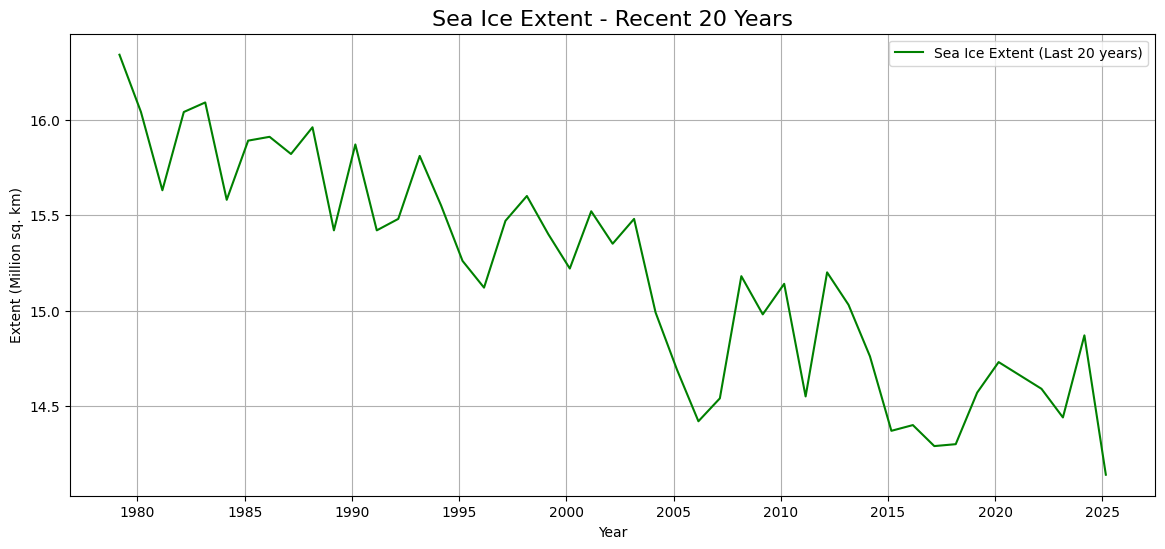 Sea Ice Extent - Recent 20 Years
Sea Ice Extent (Last 20 years)
Extent (Million sq. km)
16.0
15.5
15.0
14.5
1980 1985 1990 1995 2000 2005 2010 2015 2020 2025
Year